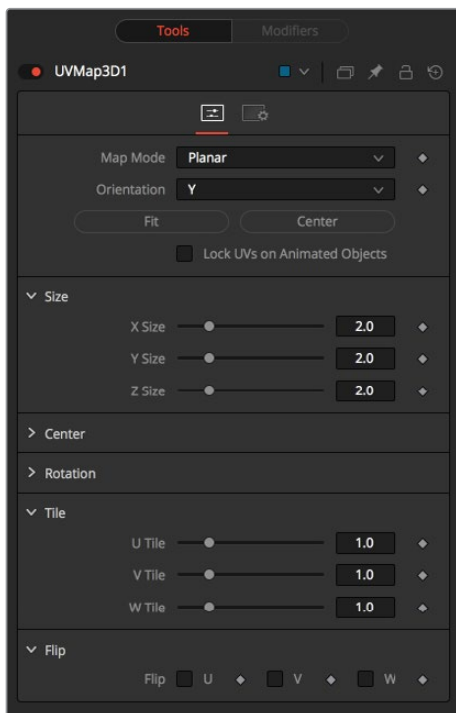 Tools Modifiers
UVMap3D1
Map Mode Planar
Orientation Y
Fit Center
Lock UVs on Animated Objects
Size
X Size 2.0
Y Size 2.0
Z Size 2.0
Center
Rotation
Tile
U Tile 1.0
V Tile 1.0
W Tile 1.0
Flip
Flip U V W